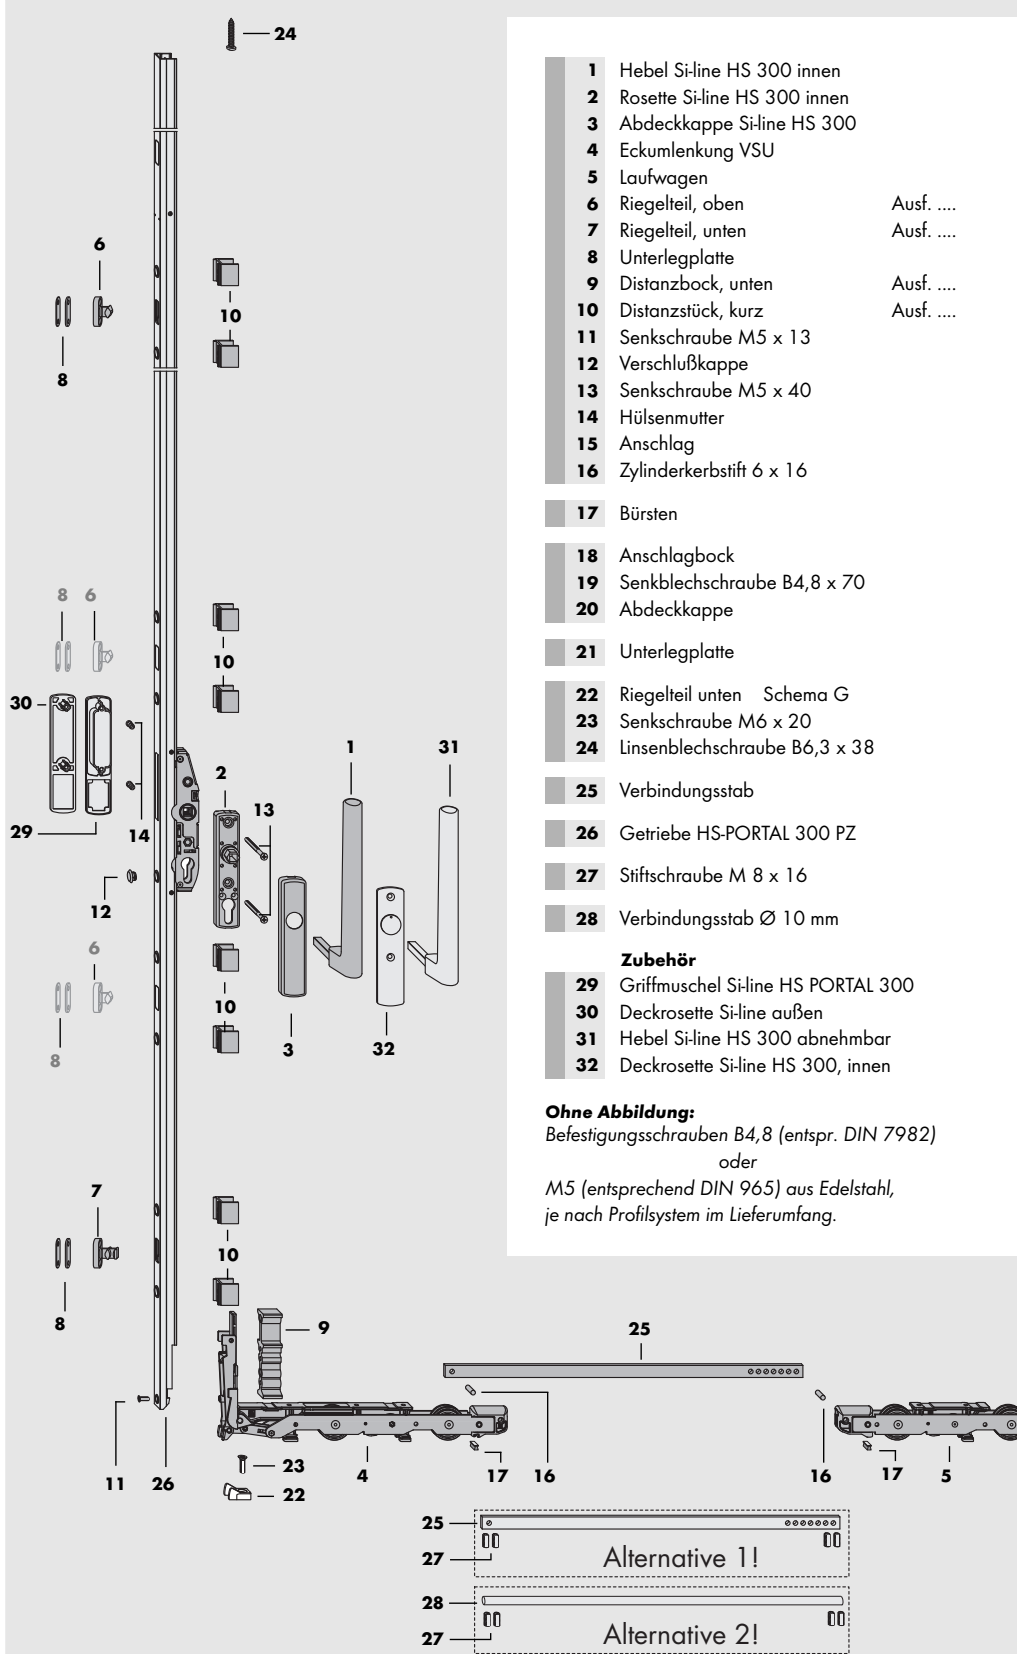 24
1 Hebel Si-line HS 300 innen
2 Rosette Si-line HS 300 innen
3 Abdeckkappe Si-line HS 300
4 Eckumlenkung VSU
5 Laufwagen
6 Riegelteil, oben Ausf. ....
7 Riegelteil, unten Ausf. ....
8 Unterlegplatte
9 Distanzbock, unten Ausf. ....
10 Distanzstück, kurz Ausf. ....
11 Senkschraube M5 x 13
12 Verschlußkappe
13 Senkschraube M5 x 40
14 Hülsenmutter
15 Anschlag
16 Zylinderkerbstift 6 x 16
17 Bürsten
18 Anschlagbock
19 Senkblechschraube B4,8 x 70
20 Abdeckkappe
21 Unterlegplatte
22 Riegelteil unten Schema G
23 Senkschraube M6 x 20
24 Linsenblechschraube B6,3 x 38
25 Verbindungsstab
26 Getriebe HS-PORTAL 300 PZ
27 Stiftschraube M 8 x 16
28 Verbindungsstab Ø 10 mm
Zubehör
29 Griffmuschel Si-line HS PORTAL 300
30 Deckrosette Si-line außen
31 Hebel Si-line HS 300 abnehmbar
32 Deckrosette Si-line HS 300, innen
Ohne Abbildung:
Befestigungsschrauben B4,8 (entspr. DIN 7982)
oder
M5 (entsprechend DIN 965) aus Edelstahl,
je nach Profilsystem im Lieferumfang.
6
10
8
8 6
10
30
1 31
2
13
29 14
12
6
10
8
3 32
7
10
8
9
25
11 26 23 4 17 16 16 17 5
22
25
27 Alternative 1!
28
27 Alternative 2!